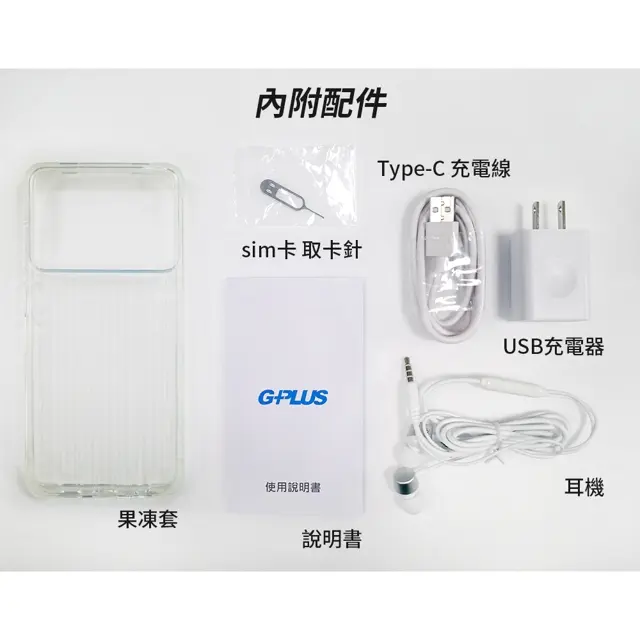 內附配件
Type-C 充電線
sim卡 取卡針
USB充電器
GPLUS
使用說明書
耳機
果凍套
說明書